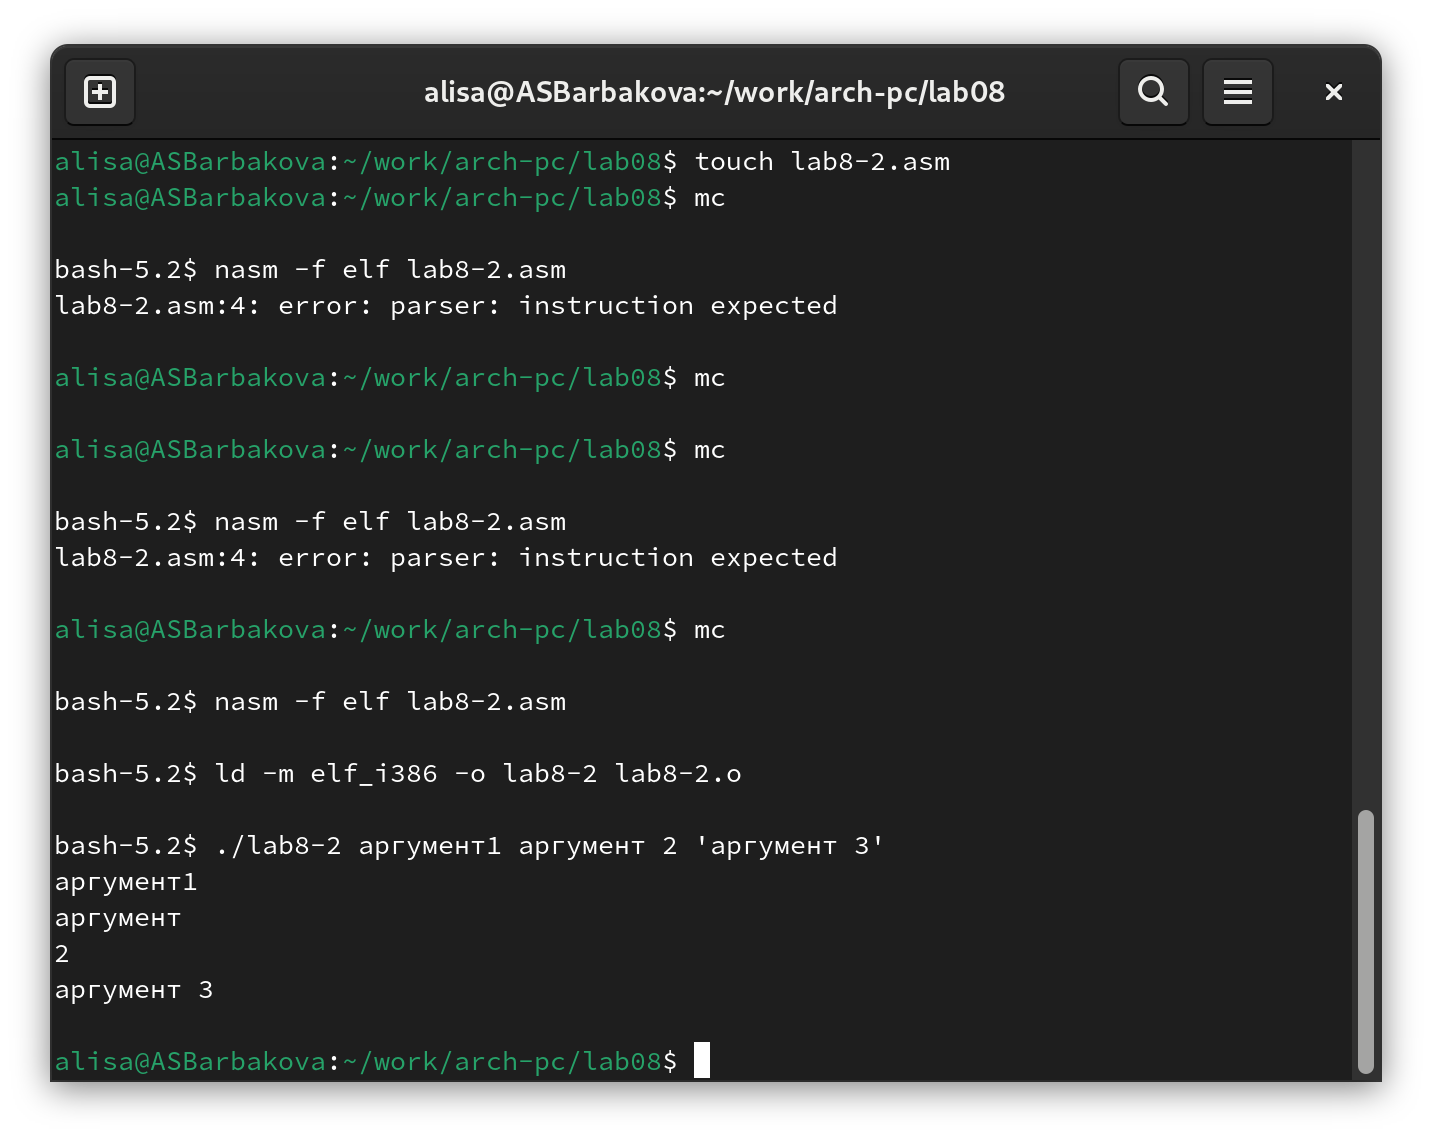 alisa@ASBarbakova:~/work/arch-pc/lab08
alisa@ASBarbakova:~/work/arch-pc/lab08$ touch lab8-2.asm
alisa@ASBarbakova:~/work/arch-pc/lab08$ mc
bash-5.2$ nasm -f elf lab8-2.asm
lab8-2.asm:4: error: parser: instruction expected
alisa@ASBarbakova:~/work/arch-pc/lab08$ mc
alisa@ASBarbakova:~/work/arch-pc/lab08$ mc
bash-5.2$ nasm -f elf lab8-2.asm
lab8-2.asm:4: error: parser: instruction expected
alisa@ASBarbakova:~/work/arch-pc/lab08$ mc
bash-5.2$ nasm -f elf lab8-2.asm
bash-5.2$ ld -m elf_i386 -o lab8-2 lab8-2.o
bash-5.2$ ./lab8-2 аргумент1 аргумент 2 'аргумент 3'
аргумент1
аргумент
2
аргумент 3
alisa@ASBarbakova:~/work/arch-pc/lab08$